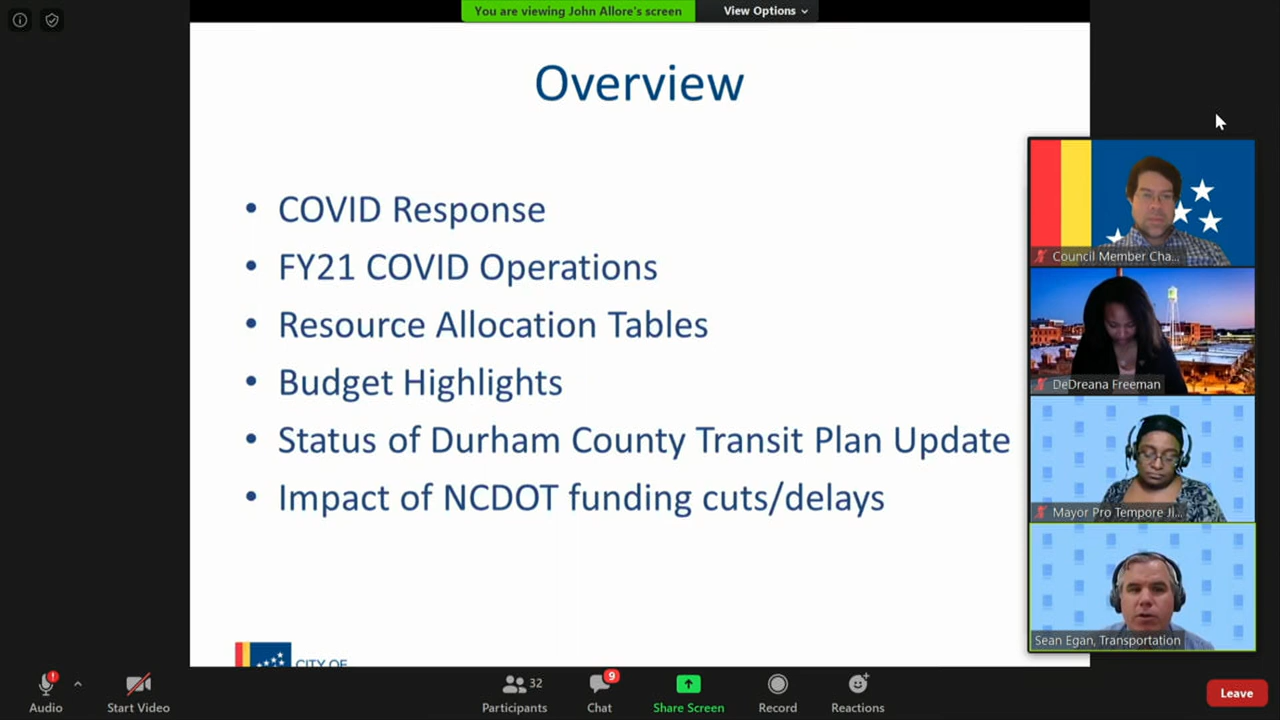 You are viewing John Allore's screen
View Options
Overview
• COVID Response
• FY21 COVID Operations
• Resource Allocation Tables
• Budget Highlights
• Status of Durham County Transit Plan Update
• Impact of NCDOT funding cuts/delays
CITY OF
Council Member Cha...
DeDreana Freeman
Mayor Pro Tempore Ji...
Sean Egan, Transportation
Audio
Start Video
32
Participants
9
Chat
Share Screen
Record
Reactions
Leave